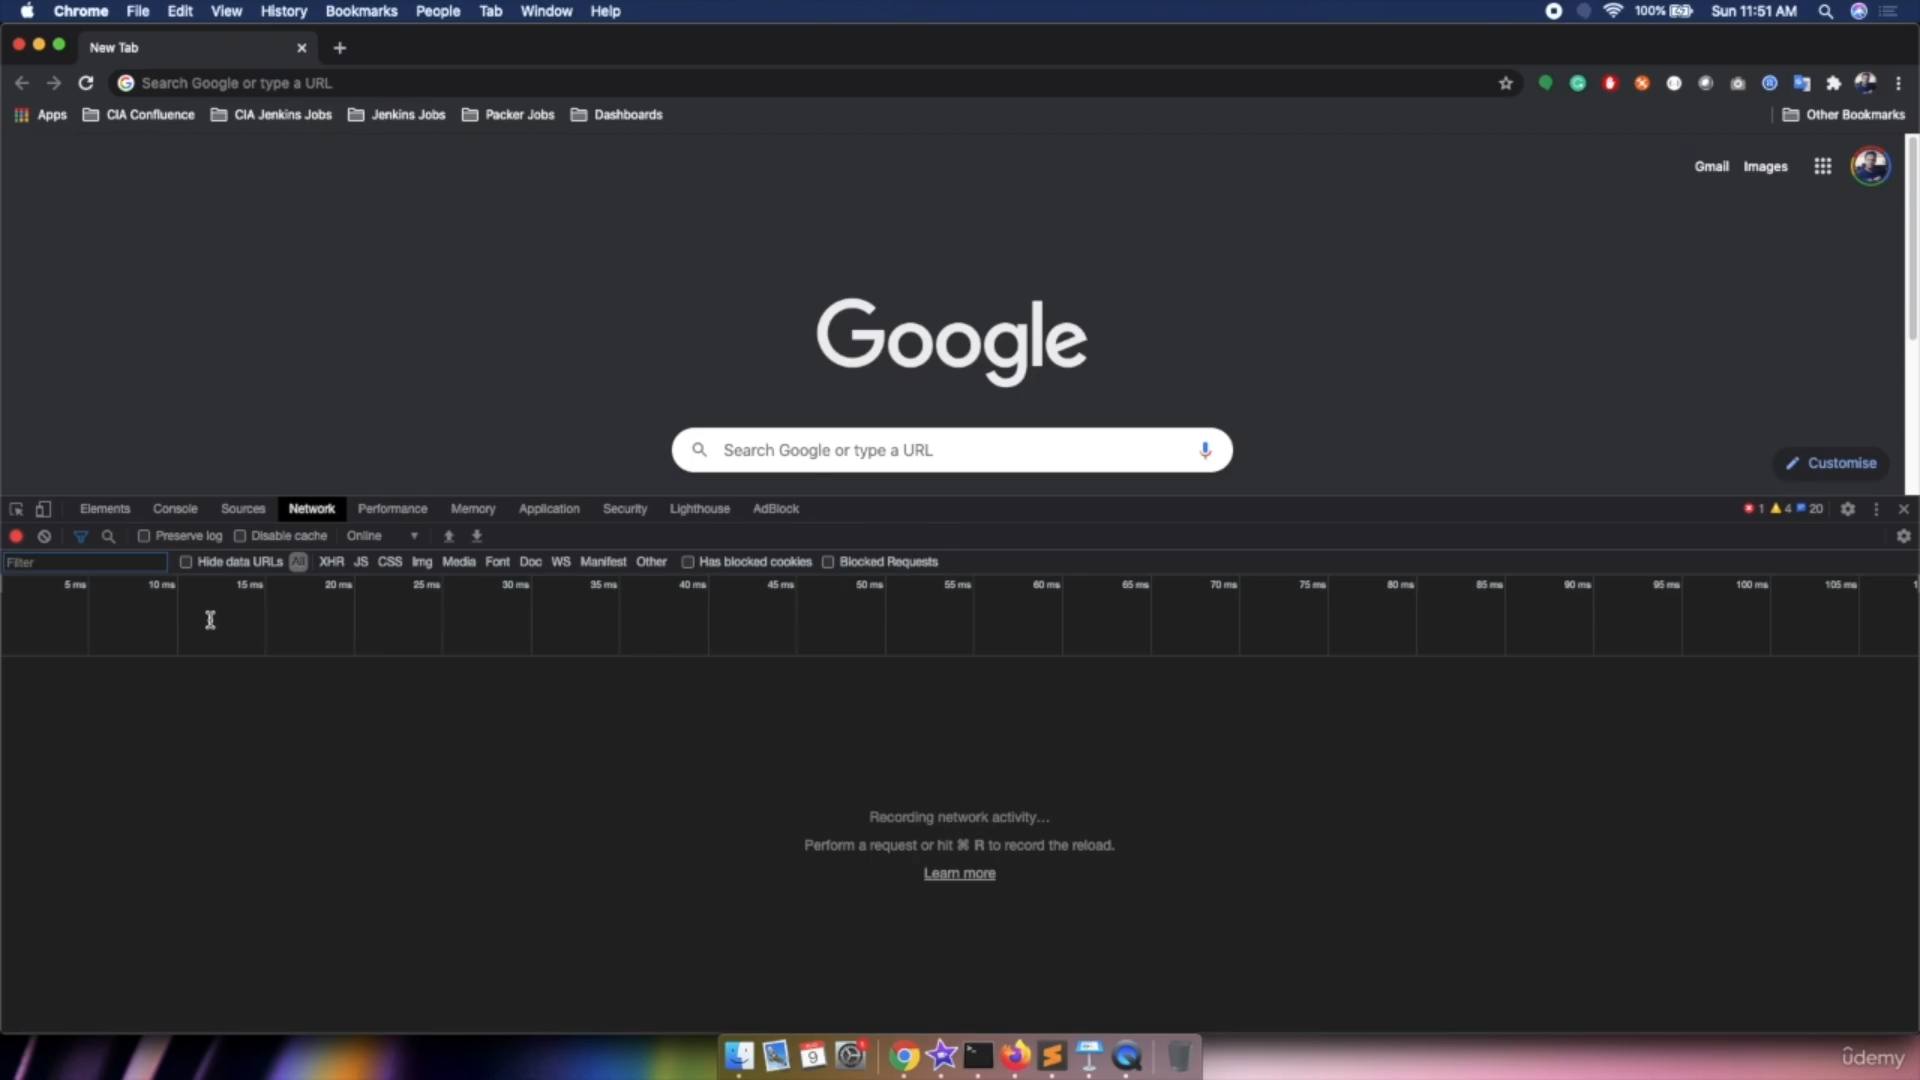 Chrome File Edit View History Bookmarks People Tab Window Help 100% Sun 11:51 AM
New Tab
Search Google or type a URL
Apps CIA Confluence CIA Jenkins Jobs Jenkins Jobs Packer Jobs Dashboards Other Bookmarks
Gmail Images
Google
Search Google or type a URL
Customise
Elements Console Sources Network Performance Memory Application Security Lighthouse AdBlock 1 4 20
Preserve log Disable cache Online
Filter Hide data URLs All XHR JS CSS Img Media Font Doc WS Manifest Other Has blocked cookies Blocked Requests
5 ms 10 ms 15 ms 20 ms 25 ms 30 ms 35 ms 40 ms 45 ms 50 ms 55 ms 60 ms 65 ms 70 ms 75 ms 80 ms 85 ms 90 ms 95 ms 100 ms 105 ms 1
Recording network activity…
Perform a request or hit ⌘ R to record the reload.
Learn more
9
ûdemy